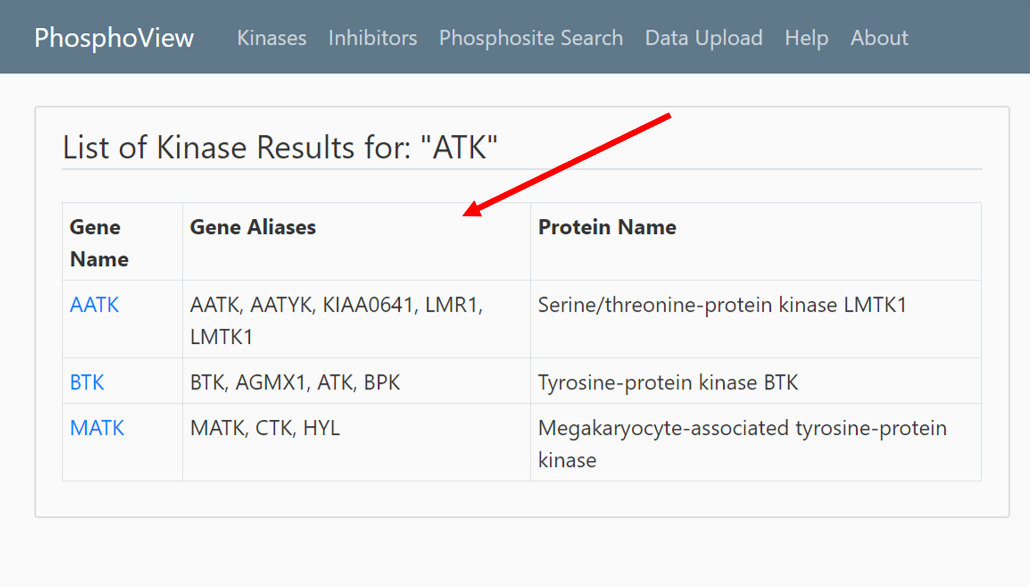 PhosphoView Kinases Inhibitors Phosphosite Search Data Upload Help About
List of Kinase Results for: "ATK"
Gene Name Gene Aliases Protein Name
AATK AATK, AATYK, KIAA0641, LMR1, LMTK1 Serine/threonine-protein kinase LMTK1
BTK BTK, AGMX1, ATK, BPK Tyrosine-protein kinase BTK
MATK MATK, CTK, HYL Megakaryocyte-associated tyrosine-protein kinase